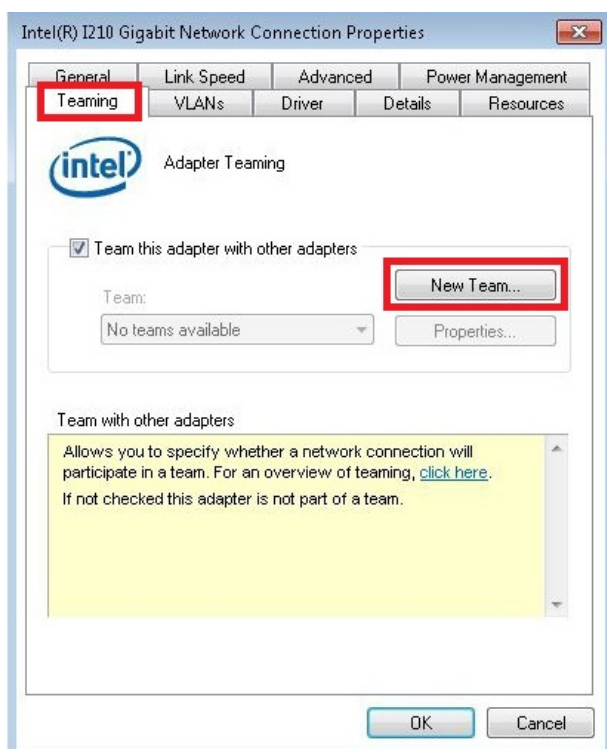 Intel(R) I210 Gigabit Network Connection Properties
General Link Speed Advanced Power Management
Teaming VLANs Driver Details Resources
intel Adapter Teaming
Team this adapter with other adapters
New Team...
Team:
No teams available Properties...
Team with other adapters
Allows you to specify whether a network connection will
participate in a team. For an overview of teaming, click here.
If not checked this adapter is not part of a team.
OK Cancel